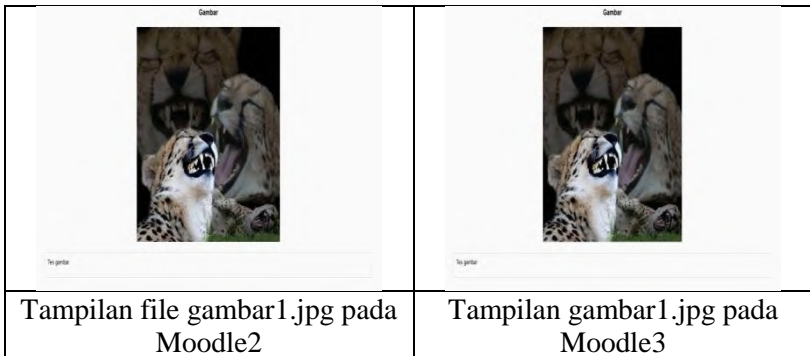 Gambar
Tes gambar
Tampilan file gambar1.jpg pada
Moodle2
Gambar
Tes gambar
Tampilan gambar1.jpg pada
Moodle3